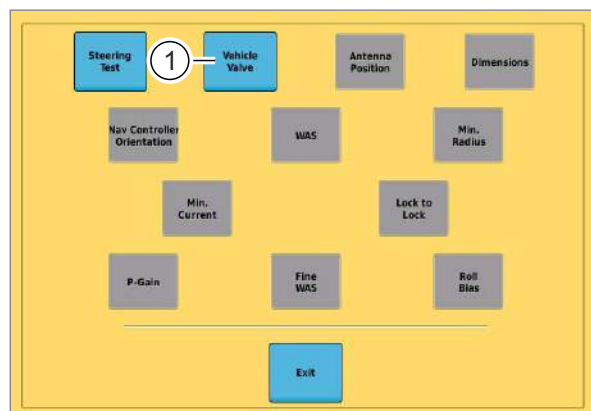 Steering
Test
1
Vehicle
Valve
Antenna
Position
Dimensions
Nav Controller
Orientation
WAS
Min.
Radius
Min.
Current
Lock to
Lock
P-Gain
Fine
WAS
Roll
Bias
Exit